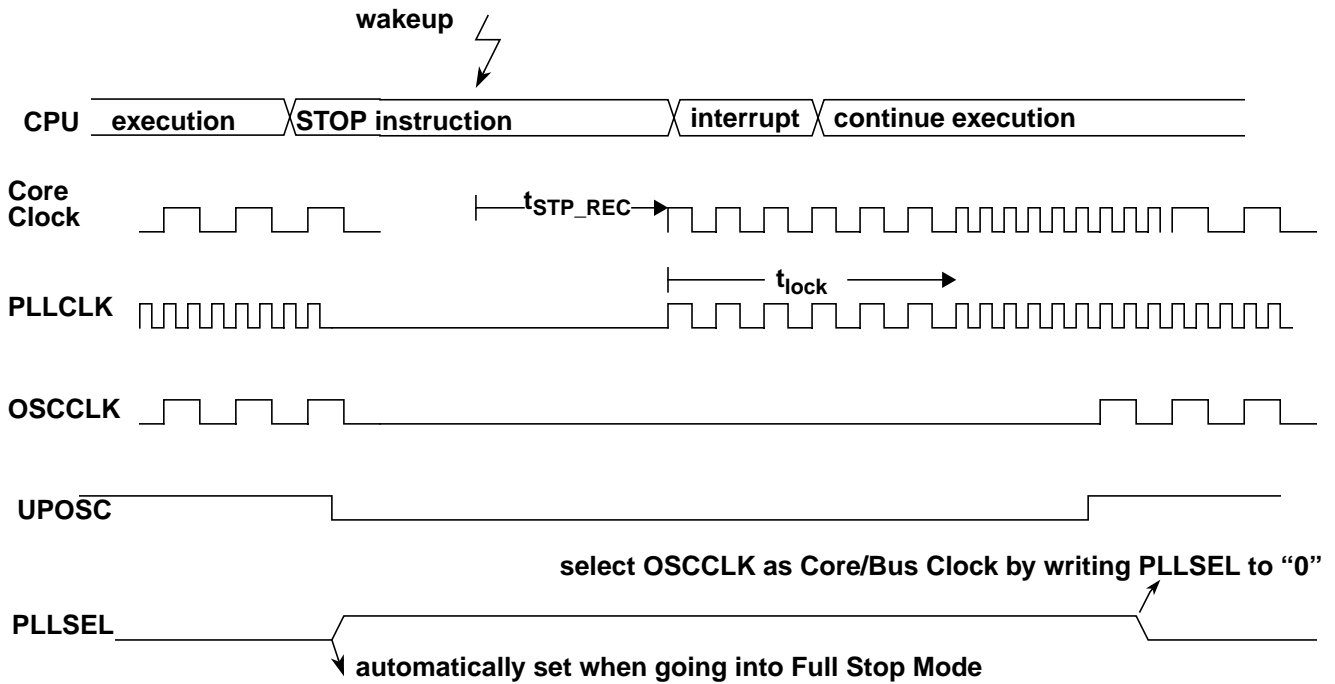 wakeup
CPU execution STOP instruction interrupt continue execution
Core
Clock
tSTP_REC
tlock
PLLCLK
OSCCLK
UPOSC
select OSCCLK as Core/Bus Clock by writing PLLSEL to “0”
PLLSEL
automatically set when going into Full Stop Mode